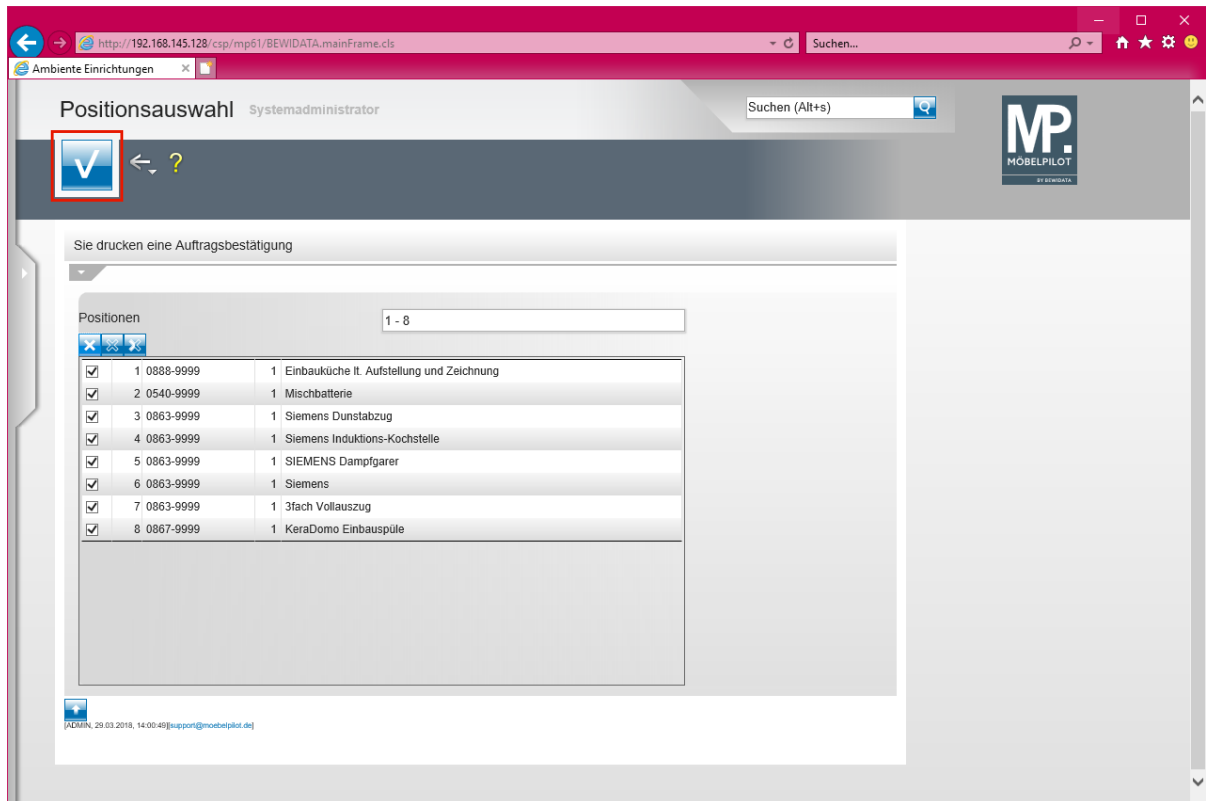 http://192.168.145.128/csp/mp61/BEWIDATA.mainFrame.cls
Suchen...
Ambiente Einrichtungen
Positionsauswahl Systemadministrator
Suchen (Alt+s)
MP.
MÖBELPILOT
BY BEWIDATA
?
Sie drucken eine Auftragsbestätigung
Positionen 1 - 8
1 0888-9999 1 Einbauküche lt. Aufstellung und Zeichnung
2 0540-9999 1 Mischbatterie
3 0863-9999 1 Siemens Dunstabzug
4 0863-9999 1 Siemens Induktions-Kochstelle
5 0863-9999 1 SIEMENS Dampfgarer
6 0863-9999 1 Siemens
7 0863-9999 1 3fach Vollauszug
8 0867-9999 1 KeraDomo Einbauspüle
|ADMIN, 29.03.2018, 14:00:49||support@moebelpilot.de|